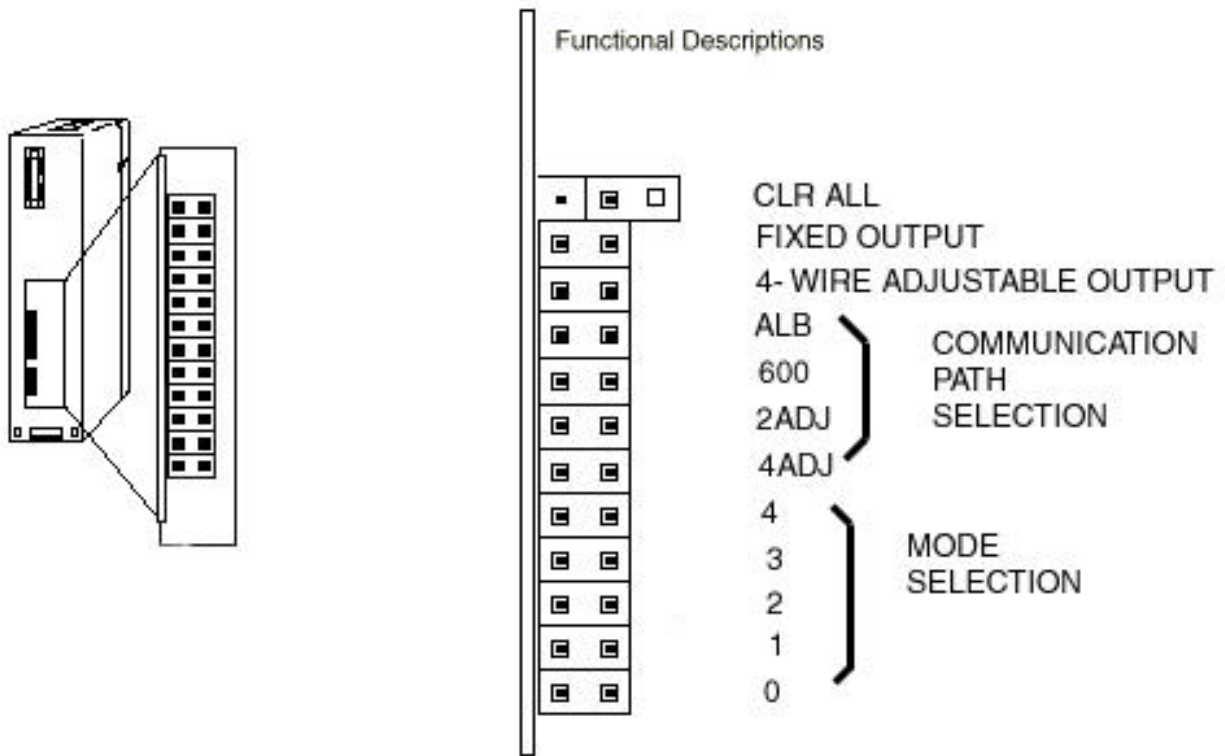 Functional Descriptions
CLR ALL
FIXED OUTPUT
4- WIRE ADJUSTABLE OUTPUT
ALB
600
2ADJ
4ADJ
COMMUNICATION
PATH
SELECTION
4
3
2
1
0
MODE
SELECTION